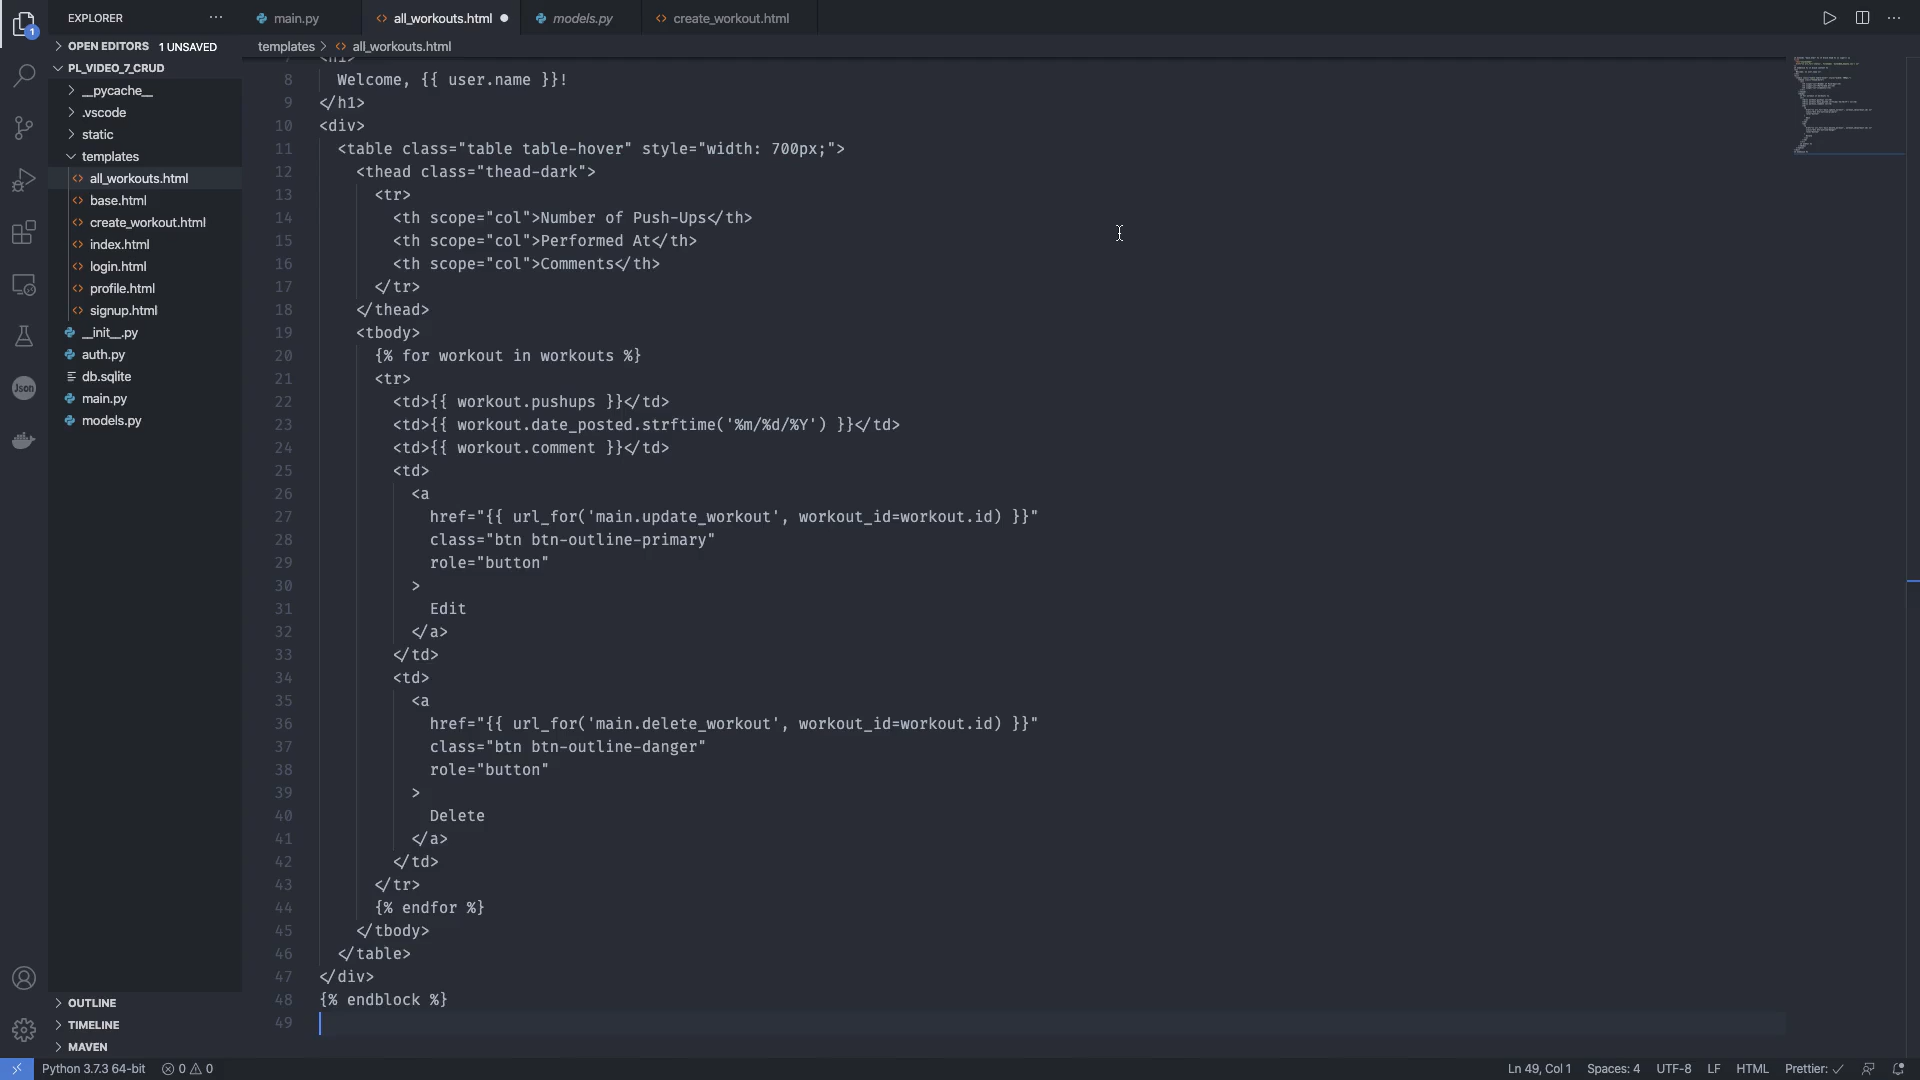 EXPLORER
···
main.py
all_workouts.html
models.py
create_workout.html
1
OPEN EDITORS 1 UNSAVED
templates > all_workouts.html
PL_VIDEO_7_CRUD
__pycache__
.vscode
static
templates
all_workouts.html
base.html
create_workout.html
index.html
login.html
profile.html
signup.html
__init__.py
auth.py
db.sqlite
main.py
models.py
Json
OUTLINE
TIMELINE
MAVEN
8 Welcome, {{ user.name }}!
9 </h1>
10 <div>
11 <table class="table table-hover" style="width: 700px;">
12 <thead class="thead-dark">
13 <tr>
14 <th scope="col">Number of Push-Ups</th>
15 <th scope="col">Performed At</th>
16 <th scope="col">Comments</th>
17 </tr>
18 </thead>
19 <tbody>
20 {% for workout in workouts %}
21 <tr>
22 <td>{{ workout.pushups }}</td>
23 <td>{{ workout.date_posted.strftime('%m/%d/%Y') }}</td>
24 <td>{{ workout.comment }}</td>
25 <td>
26 <a
27 href="{{ url_for('main.update_workout', workout_id=workout.id) }}"
28 class="btn btn-outline-primary"
29 role="button"
30 >
31 Edit
32 </a>
33 </td>
34 <td>
35 <a
36 href="{{ url_for('main.delete_workout', workout_id=workout.id) }}"
37 class="btn btn-outline-danger"
38 role="button"
39 >
40 Delete
41 </a>
42 </td>
43 </tr>
44 {% endfor %}
45 </tbody>
46 </table>
47 </div>
48 {% endblock %}
49
Python 3.7.3 64-bit 0 0
Ln 49, Col 1 Spaces: 4 UTF-8 LF HTML Prettier: ✓